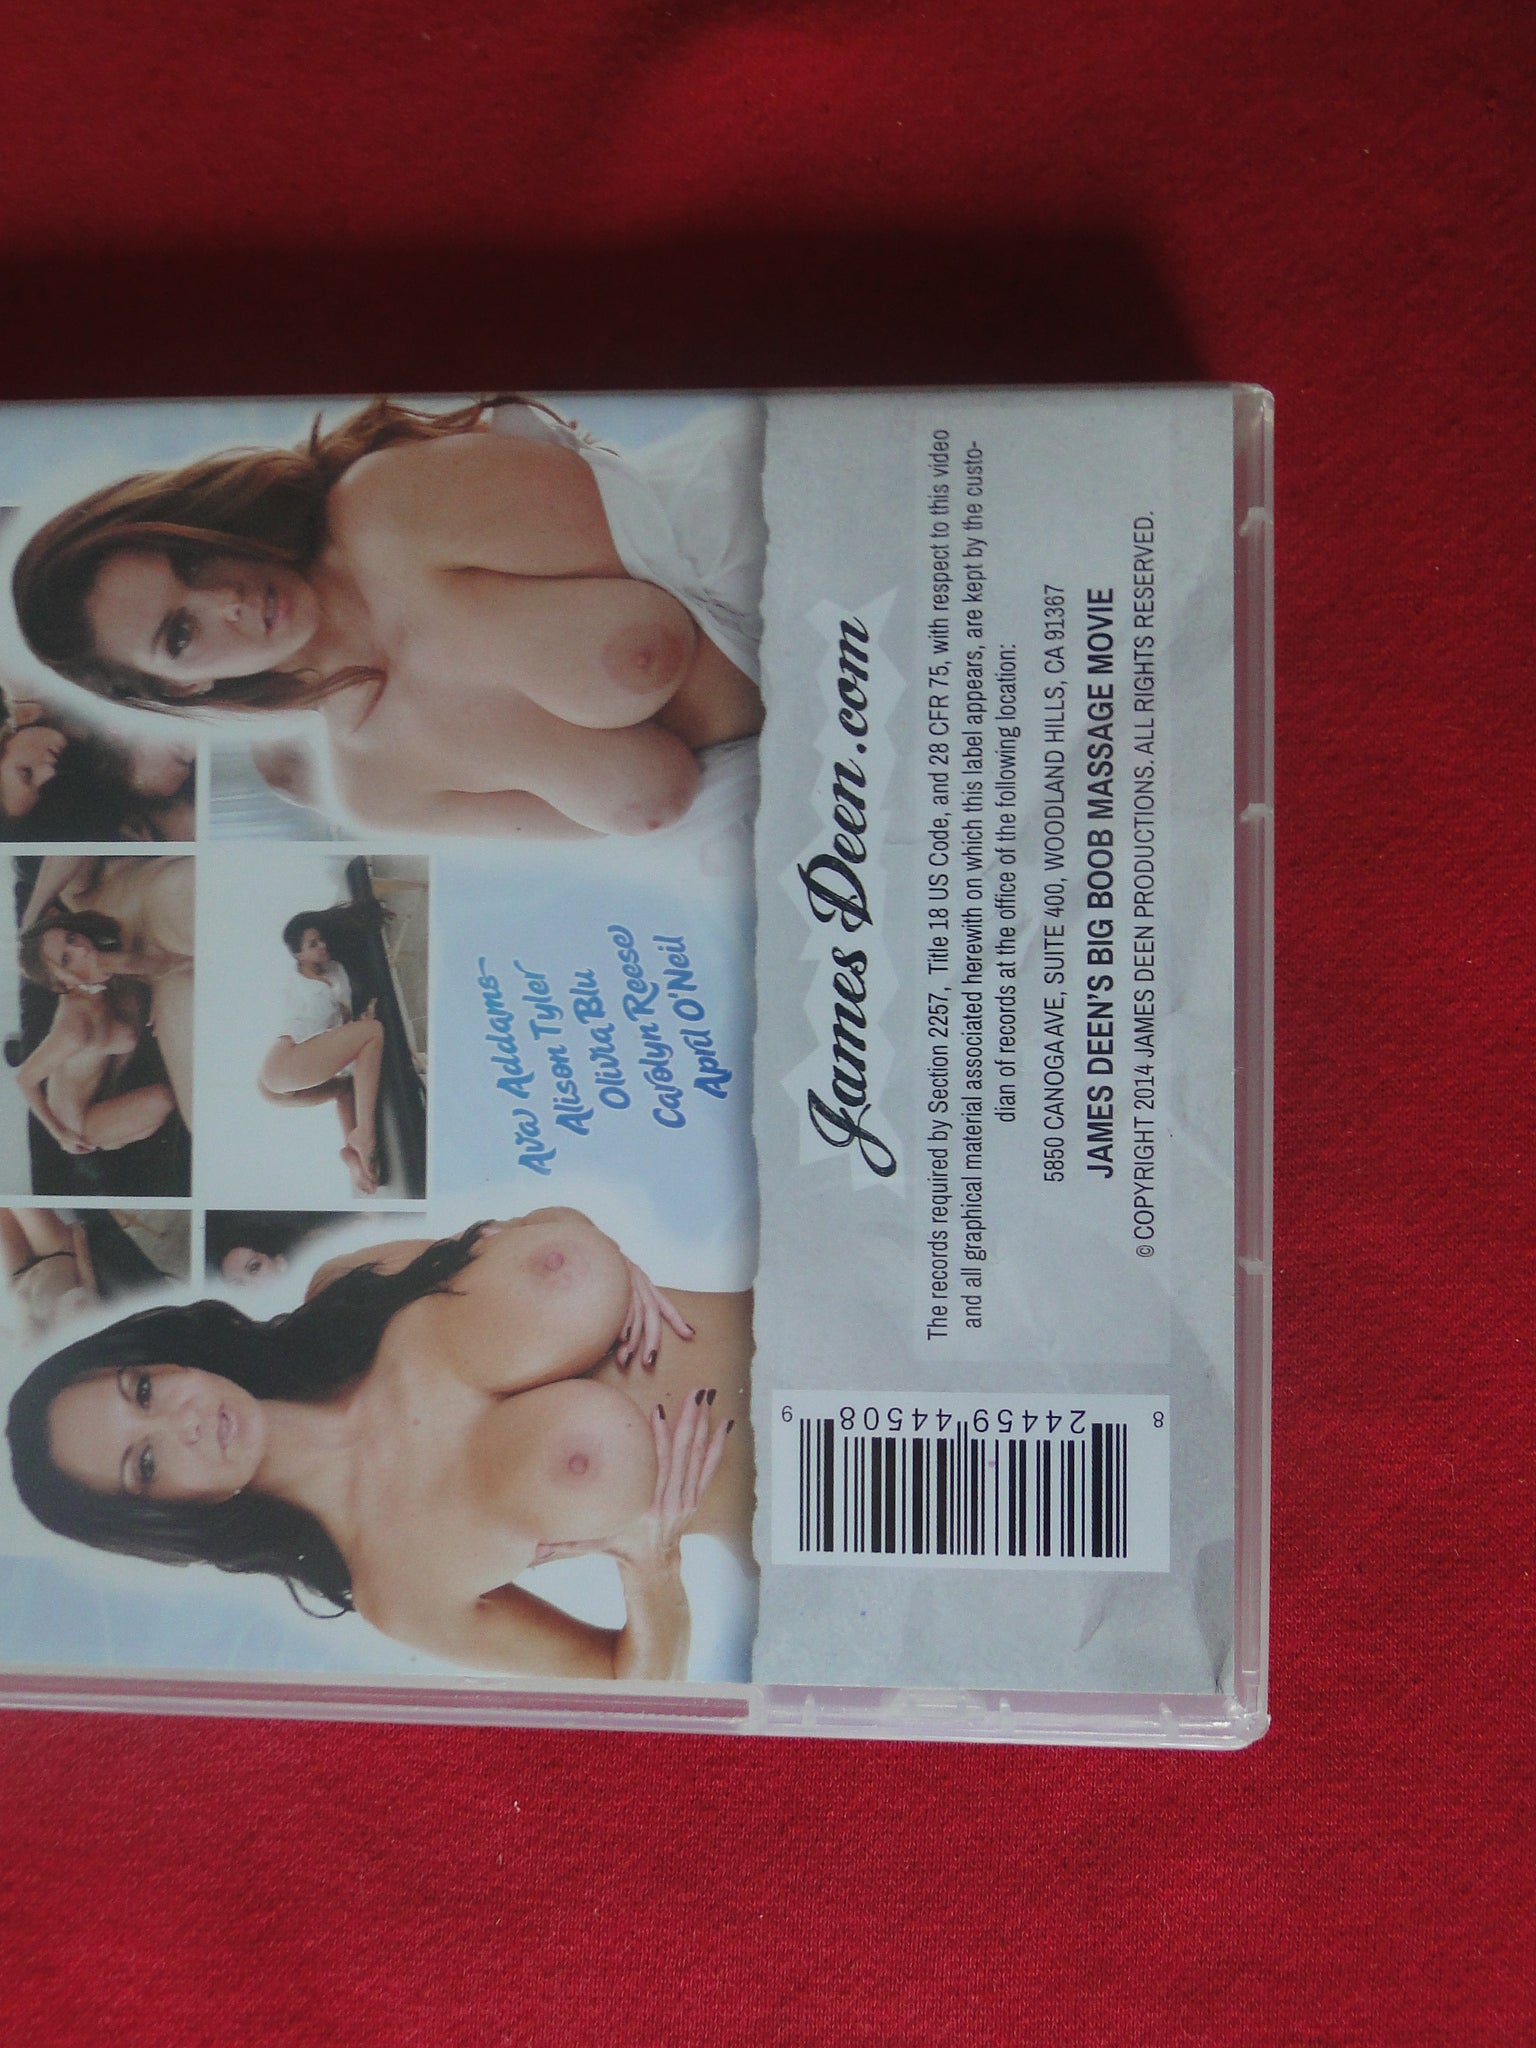 Ava Addams
Alison Tyler
Olivia Blu
Carolyn Reese
April O'Neil
James Deen.com
The records required by Section 2257, Title 18 US Code, and 28 CFR 75, with respect to this video
and all graphical material associated herewith on which this label appears, are kept by the custo-
dian of records at the office of the following location:
5850 CANOGA AVE, SUITE 400, WOODLAND HILLS, CA 91367
JAMES DEEN'S BIG BOOB MASSAGE MOVIE
© COPYRIGHT 2014 JAMES DEEN PRODUCTIONS. ALL RIGHTS RESERVED.
8 24459 44508 9